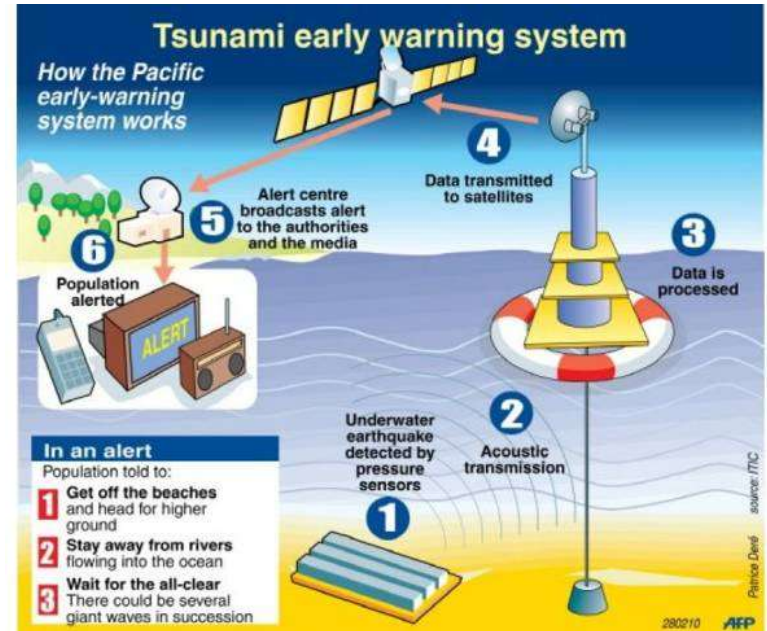 Tsunami early warning system
How the Pacific
early-warning
system works
1
Underwater
earthquake
detected by
pressure
sensors
2
Acoustic
transmission
3
Data is
processed
4
Data transmitted
to satellites
5
Alert centre
broadcasts alert
to the authorities
and the media
6
Population
alerted
ALERT
In an alert
Population told to:
1 Get off the beaches
and head for higher
ground
2 Stay away from rivers
flowing into the ocean
3 Wait for the all-clear
There could be several
giant waves in succession
Patrice Deré source: ITIC
280210 AFP